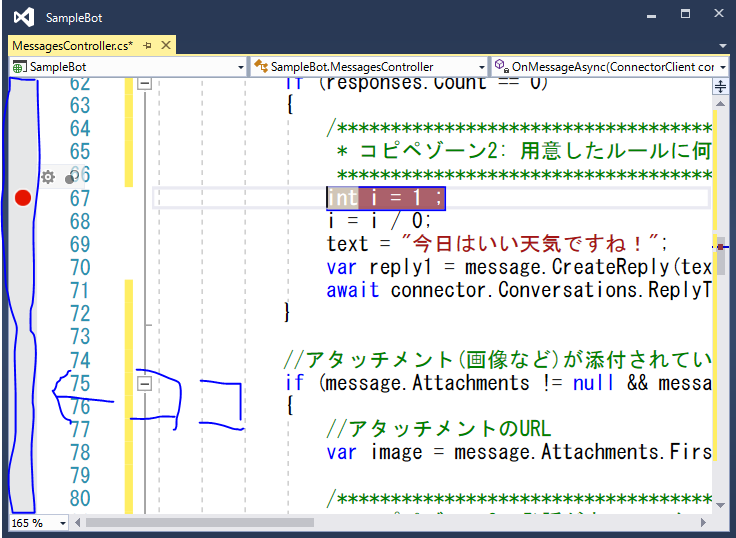 SampleBot
MessagesController.cs*
SampleBot
SampleBot.MessagesController
OnMessageAsync(ConnectorClient cor
62 if (responses.Count == 0)
63 {
64 /***********************************
65 * コピペゾーン2: 用意したルールに何
66 ***********************************
67 int i = 1 ;
68 i = i / 0;
69 text = "今日はいい天気ですね！";
70 var reply1 = message.CreateReply(tex
71 await connector.Conversations.ReplyT
72 }
73
74 //アタッチメント(画像など)が添付されてい
75 if (message.Attachments != null && messa
76 {
77 //アタッチメントのURL
78 var image = message.Attachments.Firs
79
80 /***********************************
165 %